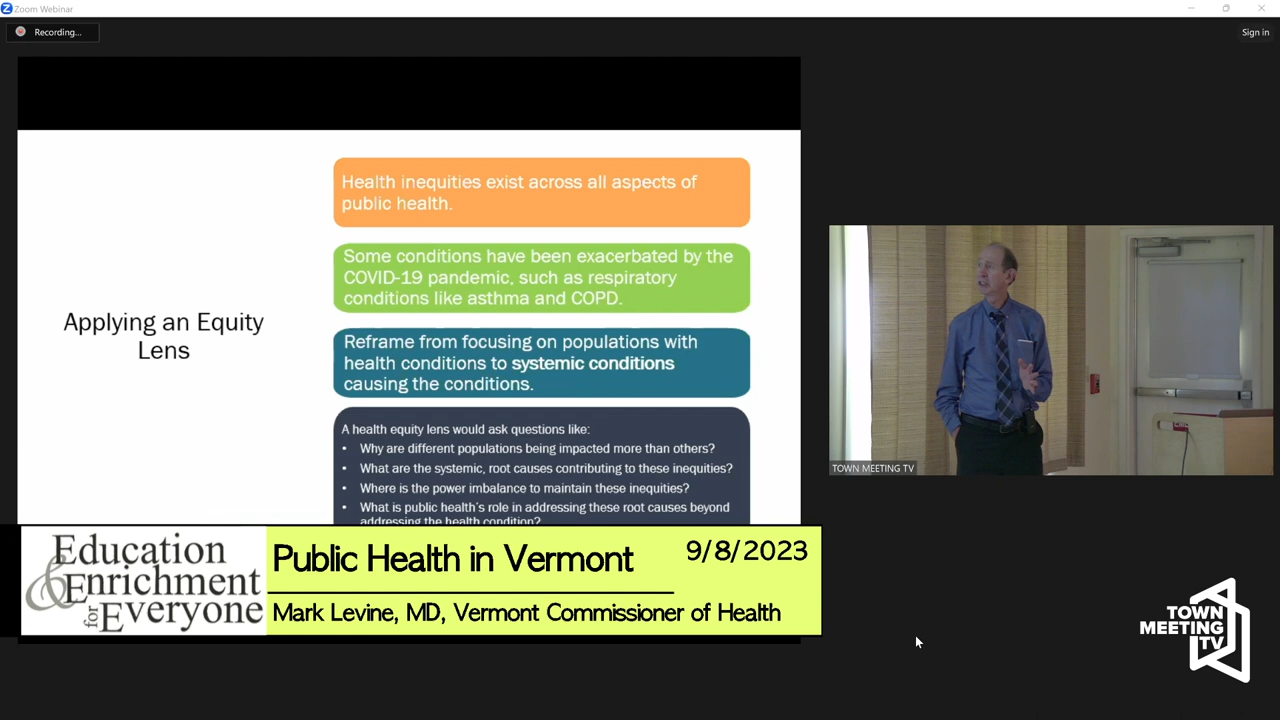 Zoom Webinar
Recording...
Sign in
Applying an Equity
Lens
Health inequities exist across all aspects of
public health.
Some conditions have been exacerbated by the
COVID-19 pandemic, such as respiratory
conditions like asthma and COPD.
Reframe from focusing on populations with
health conditions to systemic conditions
causing the conditions.
A health equity lens would ask questions like:
• Why are different populations being impacted more than others?
• What are the systemic, root causes contributing to these inequities?
• Where is the power imbalance to maintain these inequities?
• What is public health's role in addressing these root causes beyond
addressing the health condition?
TOWN MEETING TV
Education
& Enrichment
for Everyone
Public Health in Vermont
9/8/2023
Mark Levine, MD, Vermont Commissioner of Health
TOWN
MEETING
TV